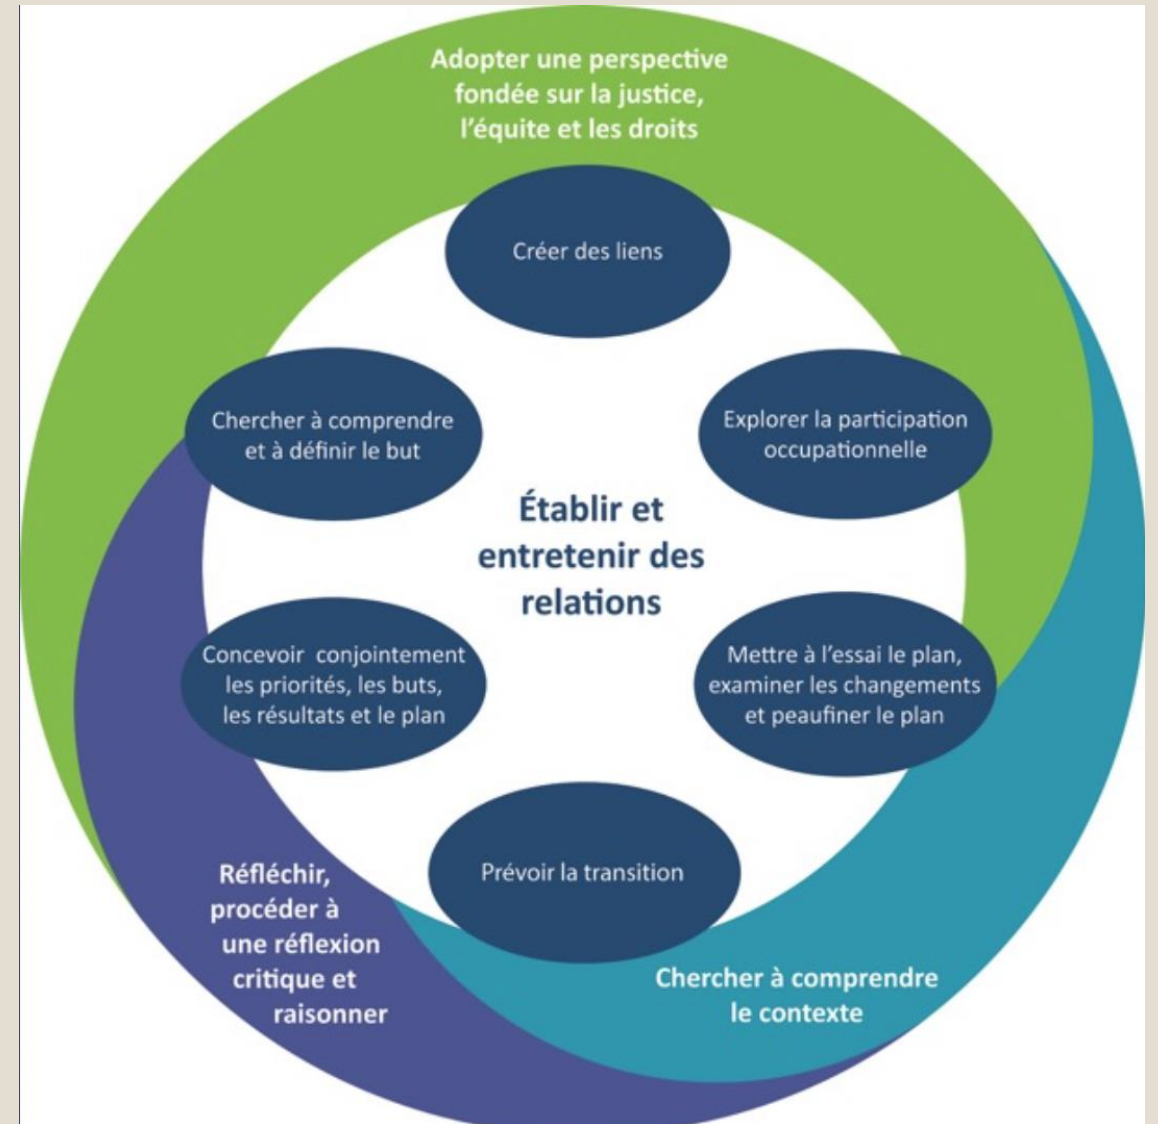 Adopter une perspective
fondée sur la justice,
l'équite et les droits
Créer des liens
Chercher à comprendre
et à définir le but
Explorer la participation
occupationnelle
Établir et
entretenir des
relations
Concevoir conjointement
les priorités, les buts,
les résultats et le plan
Mettre à l'essai le plan,
examiner les changements
et peaufiner le plan
Prévoir la transition
Réfléchir,
procéder à
une réflexion
critique et
raisonner
Chercher à comprendre
le contexte